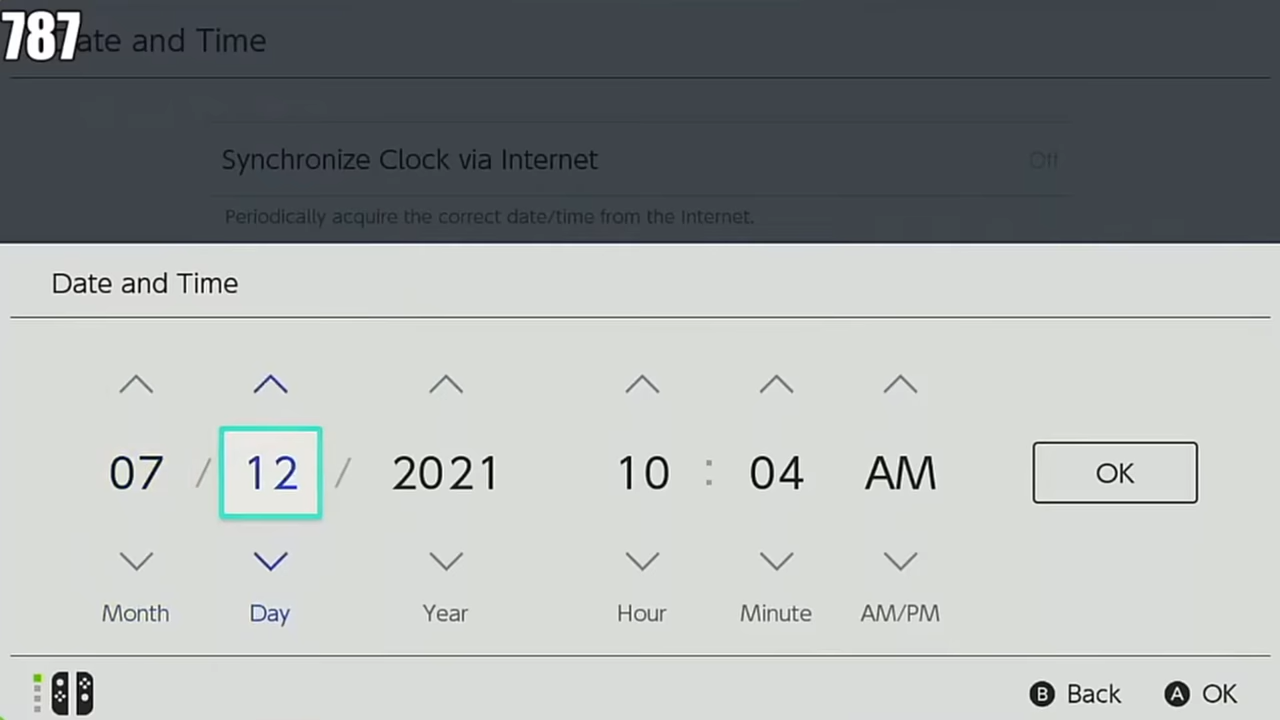 787
Date and Time
Synchronize Clock via Internet Off
Periodically acquire the correct date/time from the Internet.
Date and Time
07 / 12 / 2021 10 : 04 AM OK
Month Day Year Hour Minute AM/PM
B Back A OK